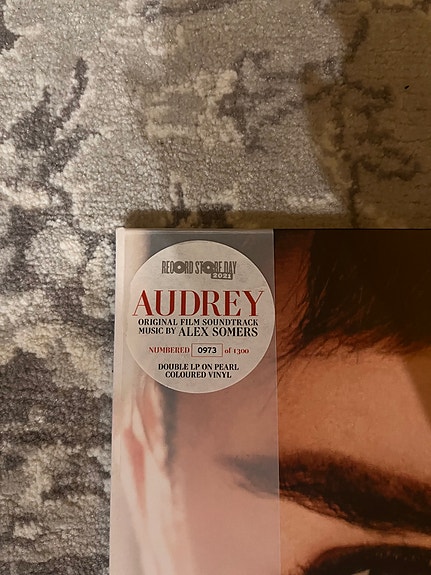 RECORD STORE DAY
2021
AUDREY
ORIGINAL FILM SOUNDTRACK
MUSIC BY ALEX SOMERS
NUMBERED 0973 of 1300
DOUBLE LP ON PEARL
COLOURED VINYL